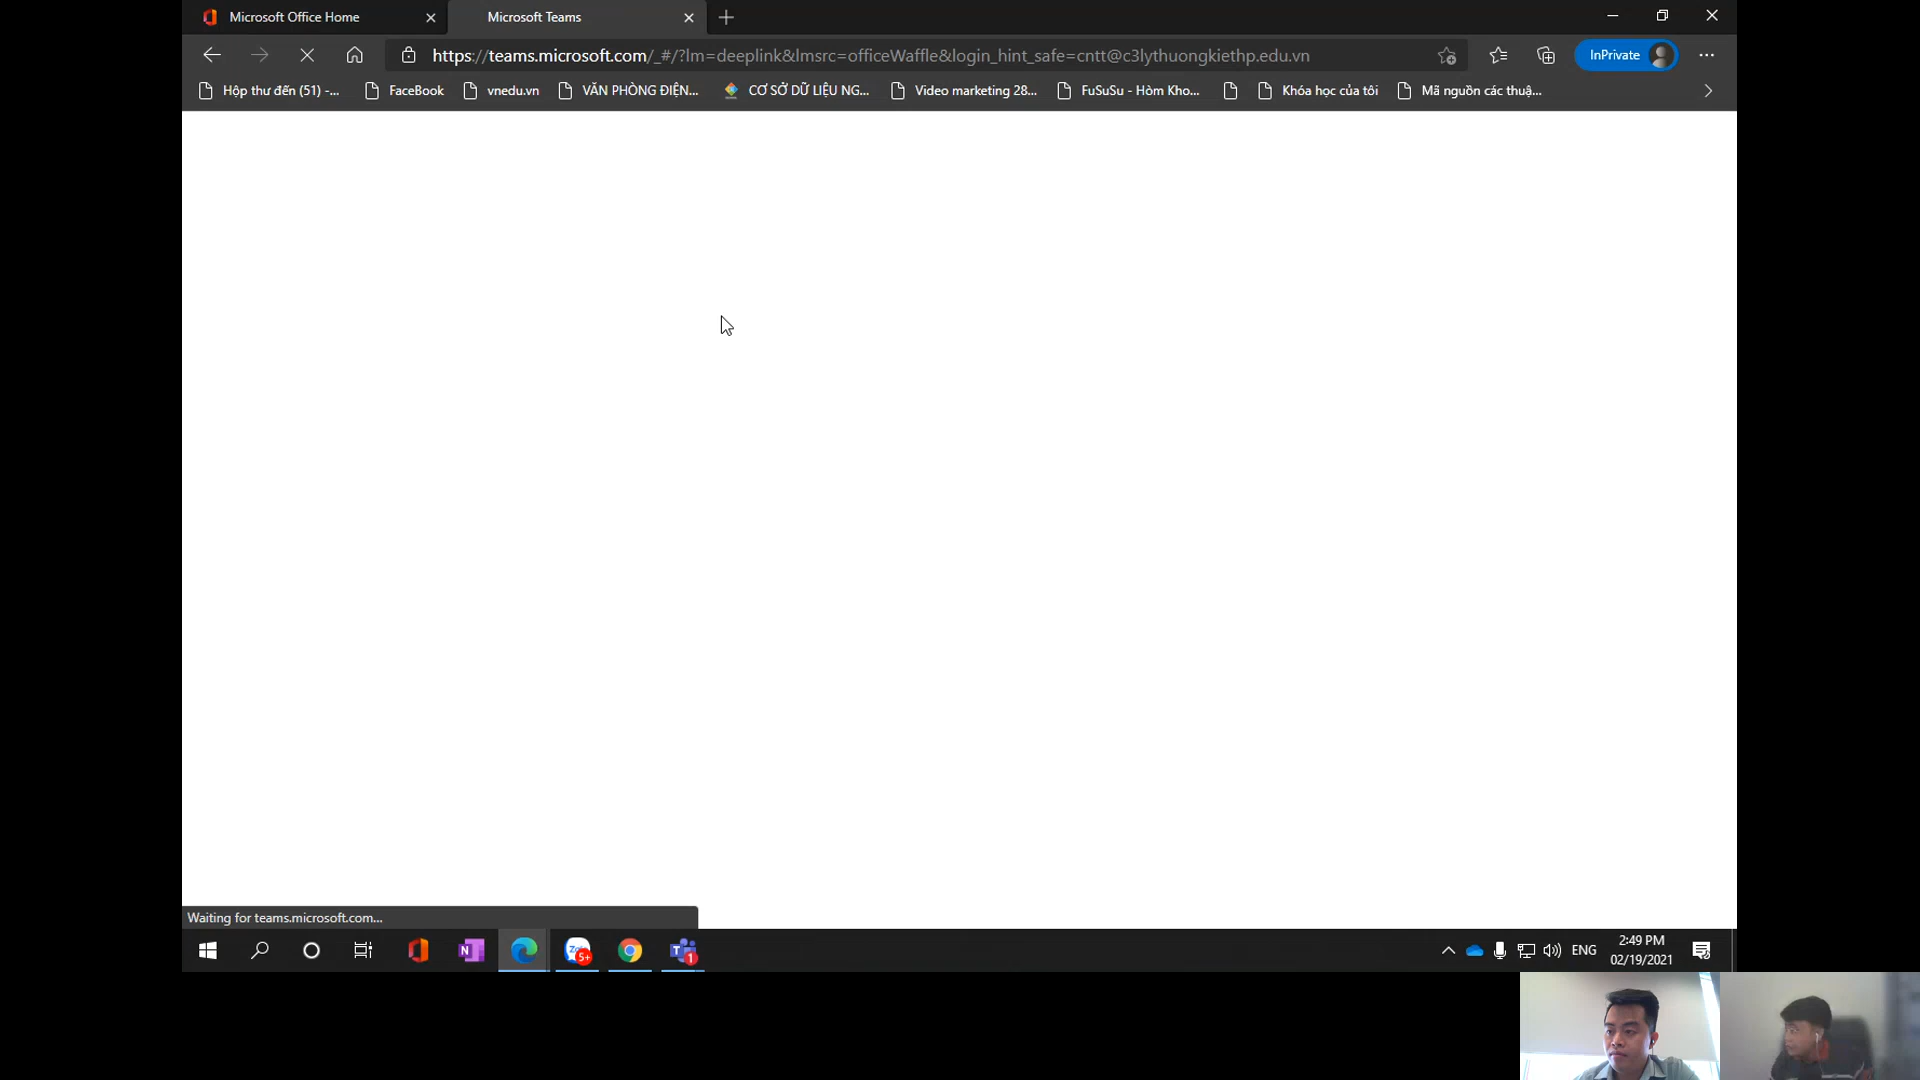 Microsoft Office Home
Microsoft Teams
https://teams.microsoft.com/_#/?lm=deeplink&lmsrc=officeWaffle&login_hint_safe=cntt@c3lythuongkiethp.edu.vn
InPrivate
Hộp thư đến (51) -...
FaceBook
vnedu.vn
VĂN PHÒNG ĐIỆN...
CƠ SỞ DỮ LIỆU NG...
Video marketing 28...
FuSuSu - Hòm Kho...
Khóa học của tôi
Mã nguồn các thuậ...
Waiting for teams.microsoft.com...
N
Zalo
5+
T
1
ENG
2:49 PM
02/19/2021